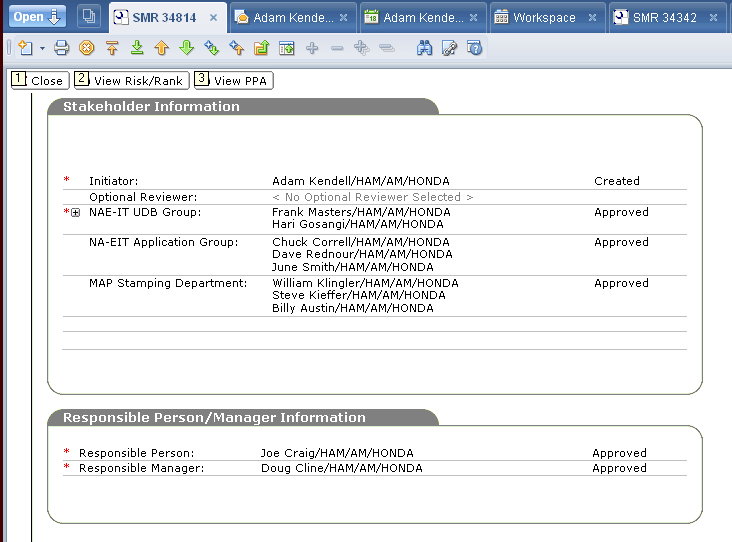 Open SMR 34814 Adam Kende... Adam Kende... Workspace SMR 34342
1 Close 2 View Risk/Rank 3 View PPA
Stakeholder Information
* Initiator: Adam Kendell/HAM/AM/HONDA Created
Optional Reviewer: < No Optional Reviewer Selected >
* NAE-IT UDB Group: Frank Masters/HAM/AM/HONDA Approved
Hari Gosangi/HAM/AM/HONDA
NA-EIT Application Group: Chuck Correll/HAM/AM/HONDA Approved
Dave Rednour/HAM/AM/HONDA
June Smith/HAM/AM/HONDA
MAP Stamping Department: William Klingler/HAM/AM/HONDA Approved
Steve Kieffer/HAM/AM/HONDA
Billy Austin/HAM/AM/HONDA
Responsible Person/Manager Information
* Responsible Person: Joe Craig/HAM/AM/HONDA Approved
* Responsible Manager: Doug Cline/HAM/AM/HONDA Approved